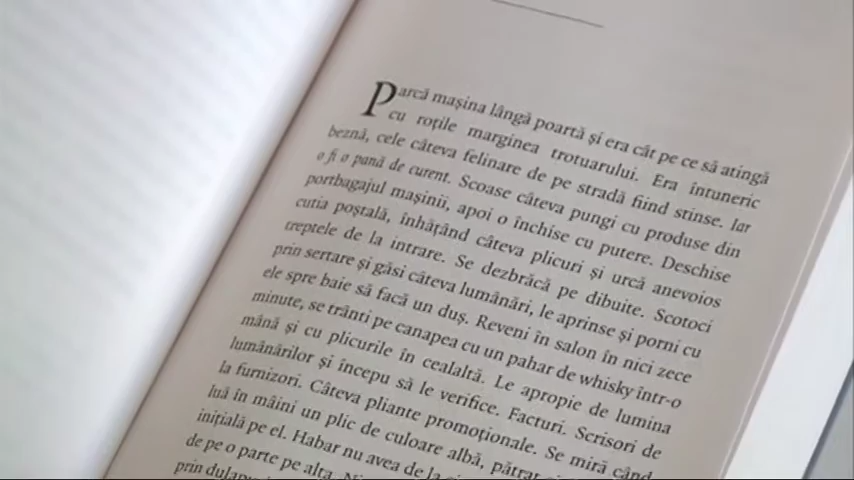 Parcă mașina lângă poartă și era cât pe ce să atingă
cu roțile marginea trotuarului. Era întuneric
beznă, cele câteva felinare de pe stradă fiind stinse. Iar
o fi o pană de curent. Scoase câteva pungi cu produse din
portbagajul mașinii, apoi o închise cu putere. Deschise
cutia poștală, înhățând câteva plicuri și urcă anevoios
treptele de la intrare. Se dezbrăcă pe dibuite. Scotoci
prin sertare și găsi câteva lumânări, le aprinse și porni cu
ele spre baie să facă un duș. Reveni în salon în nici zece
minute, se trânti pe canapea cu un pahar de whisky într-o
mână și cu plicurile în cealaltă. Le apropie de lumina
lumânărilor și începu să le verifice. Facturi. Scrisori de
la furnizori. Câteva pliante promoționale. Se miră când
luă în mâini un plic de culoare albă, pătrat
inițială pe el. Habar nu avea de la
de pe o parte pe alta.
prin